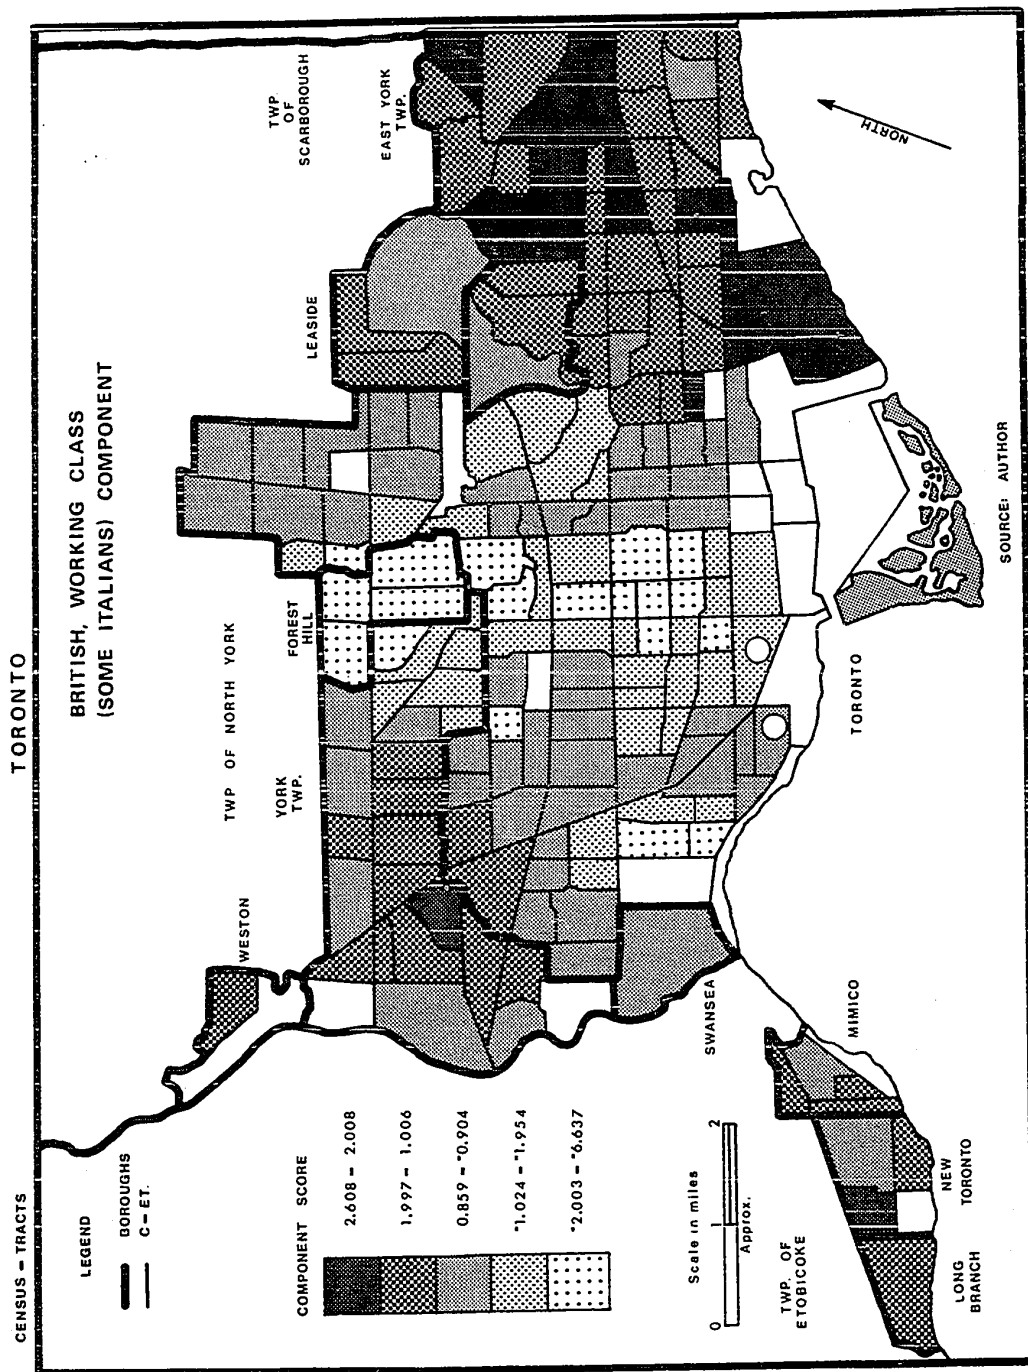 CENSUS – TRACTS
TORONTO
BRITISH, WORKING CLASS
(SOME ITALIANS) COMPONENT
LEGEND
BOROUGHS
C – ET.
COMPONENT SCORE
2.608 – 2.008
1.997 – 1.006
0.859 – -0.904
-1.024 – -1.954
-2.003 – -6.637
Scale in miles
0 1 2
Approx.
TWP. OF
ETOBICOKE
LONG
BRANCH
NEW
TORONTO
MIMICO
SWANSEA
WESTON
TWP OF NORTH YORK
YORK
TWP.
FOREST
HILL
LEASIDE
TWP
OF
SCARBOROUGH
EAST YORK
TWP.
TORONTO
NORTH
SOURCE: AUTHOR